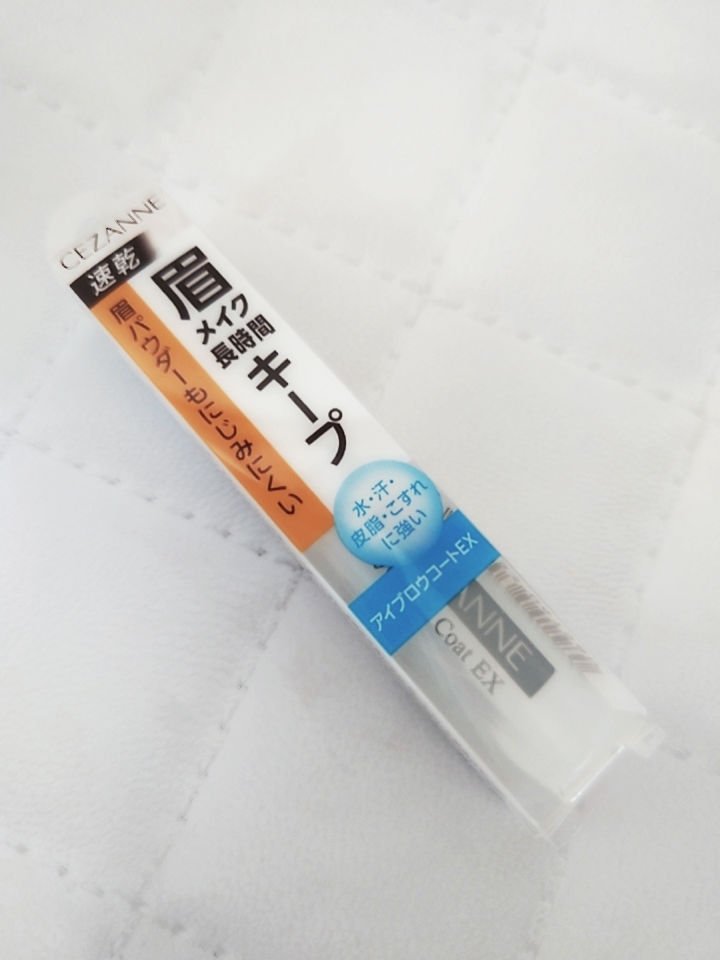 CEZANNE
速乾
眉
メイク
長時間
キープ
眉パウダーもにじみにくい
水・汗・
皮脂・こすれ
に強い
アイブロウコートEX
ANNE
Coat EX